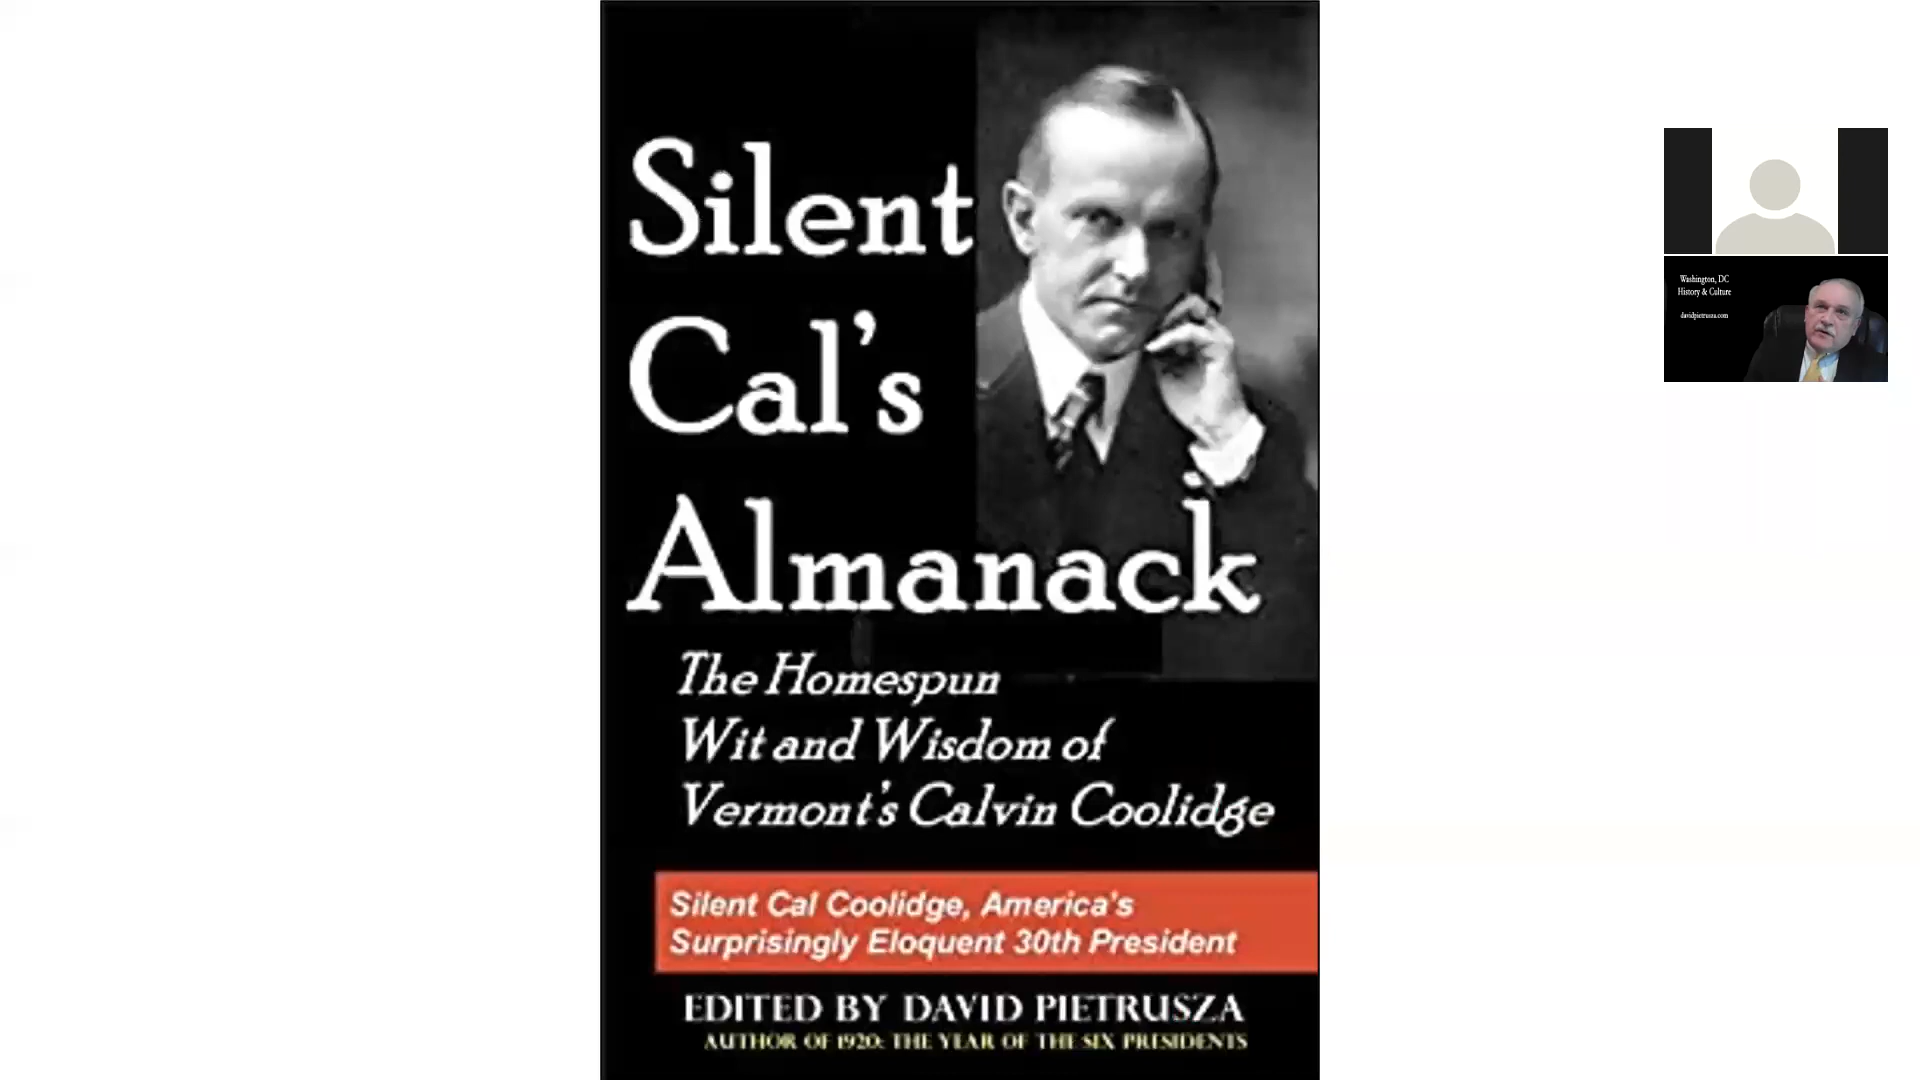 Silent
Cal's
Almanack
The Homespun
Wit and Wisdom of
Vermont's Calvin Coolidge
Silent Cal Coolidge, America's
Surprisingly Eloquent 30th President
EDITED BY DAVID PIETRUSZA
AUTHOR OF 1920: THE YEAR OF THE SIX PRESIDENTS
Washington, DC
History & Culture
davidpietrusza.com